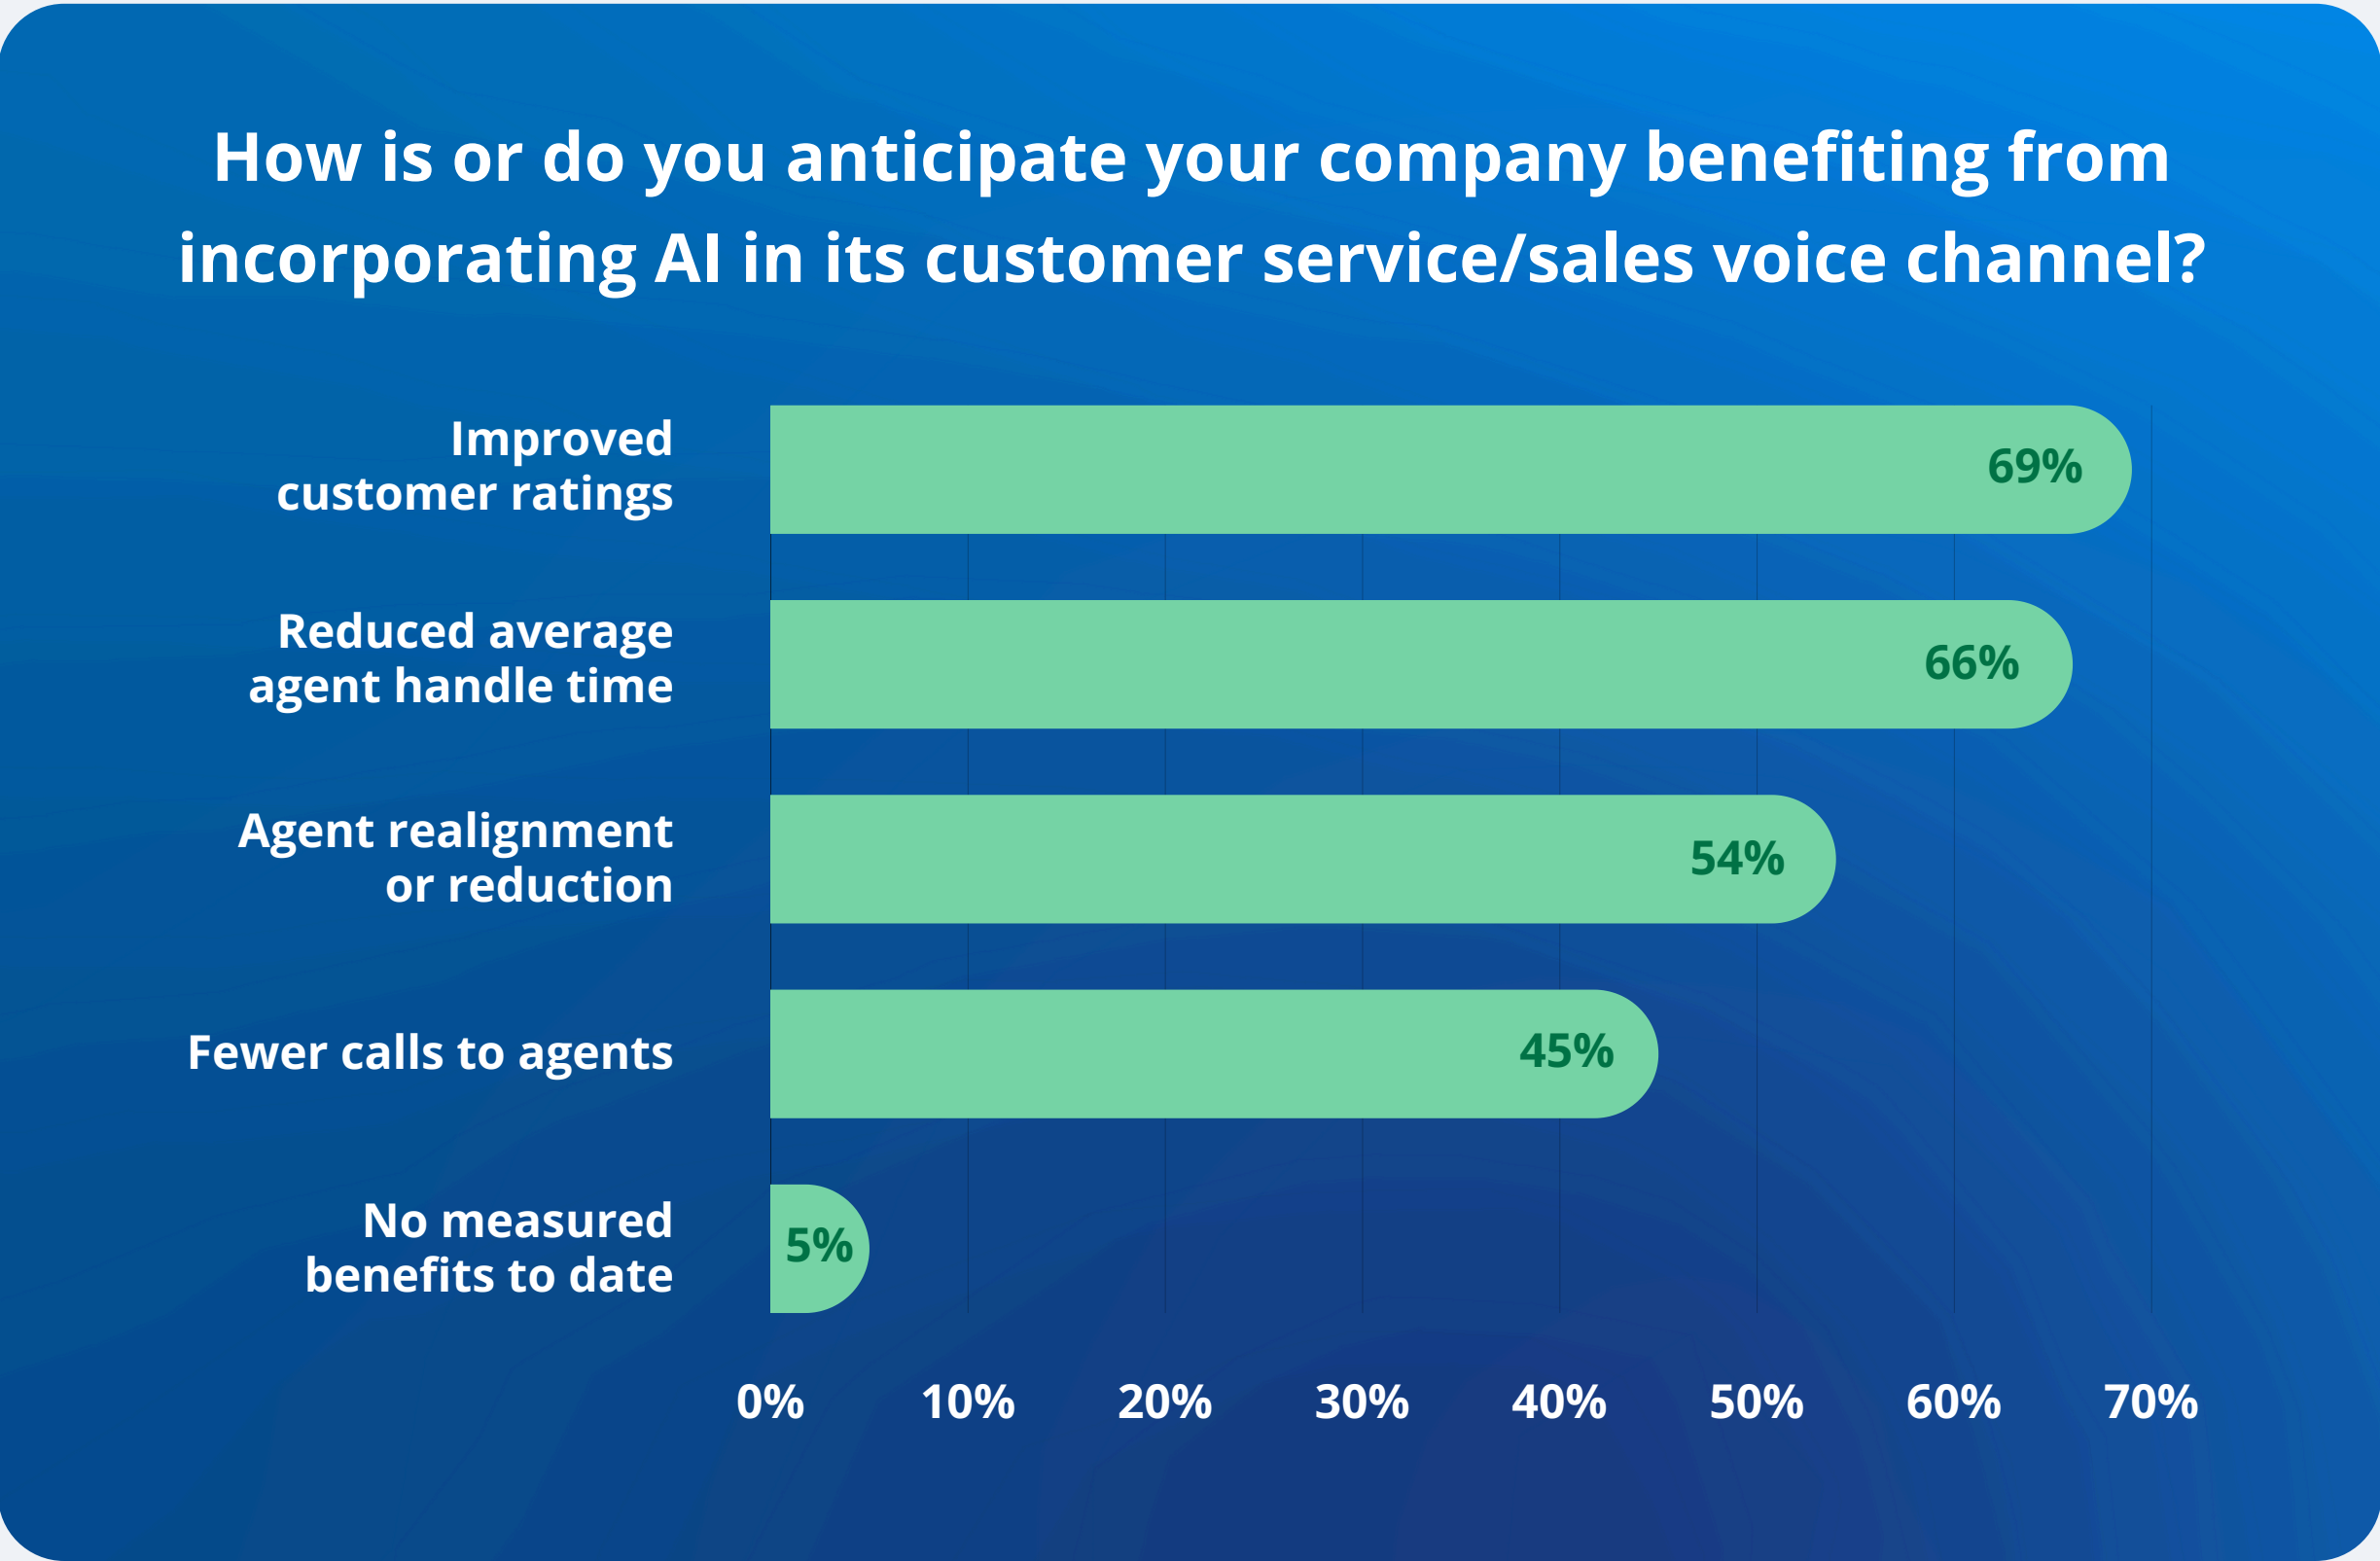 How is or do you anticipate your company benefiting from
incorporating AI in its customer service/sales voice channel?
Improved
customer ratings
69%
Reduced average
agent handle time
66%
Agent realignment
or reduction
54%
Fewer calls to agents
45%
No measured
benefits to date
5%
0% 10% 20% 30% 40% 50% 60% 70%